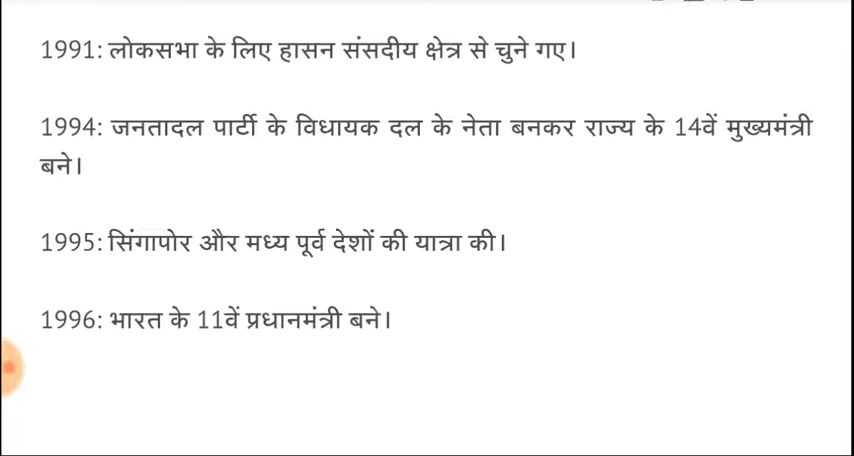 1991: लोकसभा के लिए हासन संसदीय क्षेत्र से चुने गए।
1994: जनतादल पार्टी के विधायक दल के नेता बनकर राज्य के 14वें मुख्यमंत्री
बने।
1995: सिंगापोर और मध्य पूर्व देशों की यात्रा की।
1996: भारत के 11वें प्रधानमंत्री बने।